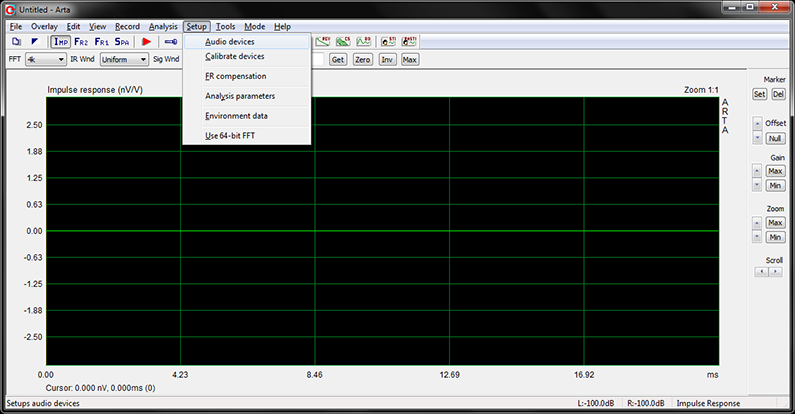 Untitled - Arta
File Overlay Edit View Record Analysis Setup Tools Mode Help
IMP FR2 FR1 SPA REV CS ED STI RASTI
FFT 4k IR Wnd Uniform Sig Wnd Get Zero Inv Max
Audio devices
Calibrate devices
FR compensation
Analysis parameters
Environment data
Use 64-bit FFT
Impulse response (nV/V) Zoom 1:1
ARTA
2.50
1.88
1.25
0.63
0.00
-0.63
-1.25
-1.88
-2.50
0.00 4.23 8.46 12.69 16.92 ms
Cursor: 0.000 nV, 0.000ms (0)
Marker
Set Del
Offset
Null
Gain
Max
Min
Zoom
Max
Min
Scroll
Setups audio devices L:-100.0dB R:-100.0dB Impulse Response